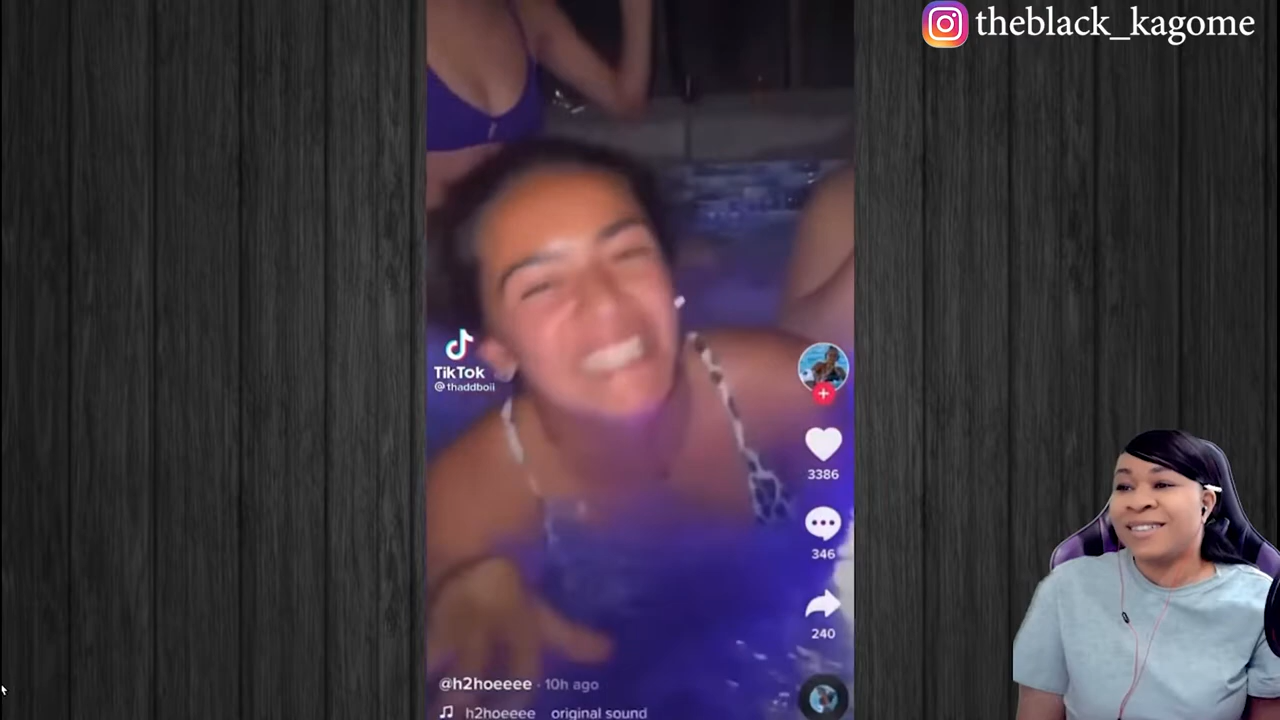 theblack_kagome
TikTok
@thaddboii
3386
346
240
@h2hoeeee · 10h ago
h2hoeeee original sound